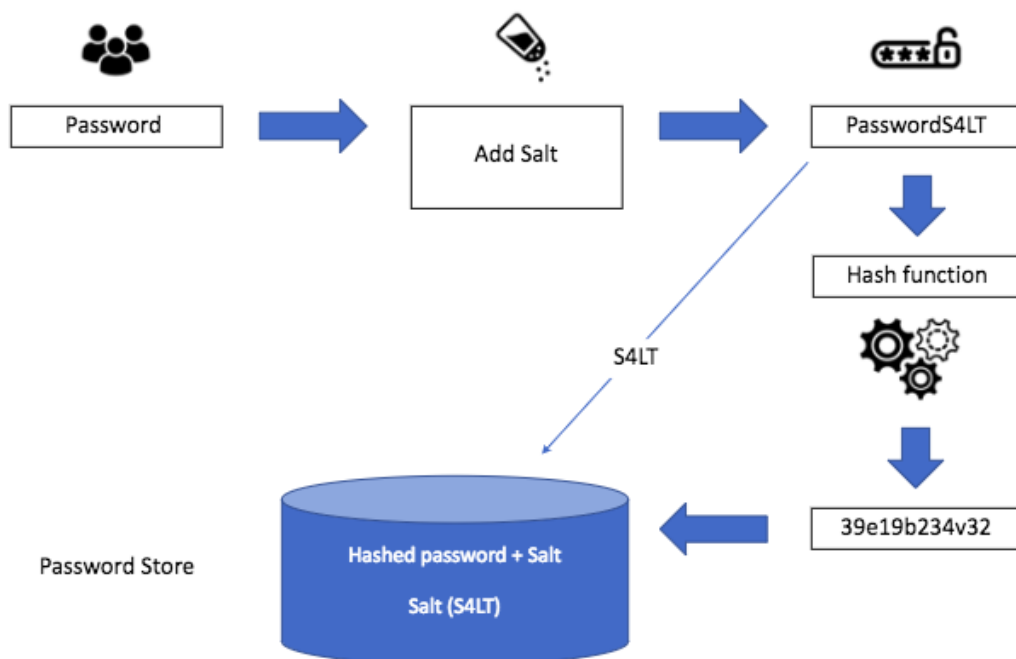 Password
Add Salt
PasswordS4LT
Hash function
S4LT
39e19b234v32
Password Store
Hashed password + Salt
Salt (S4LT)